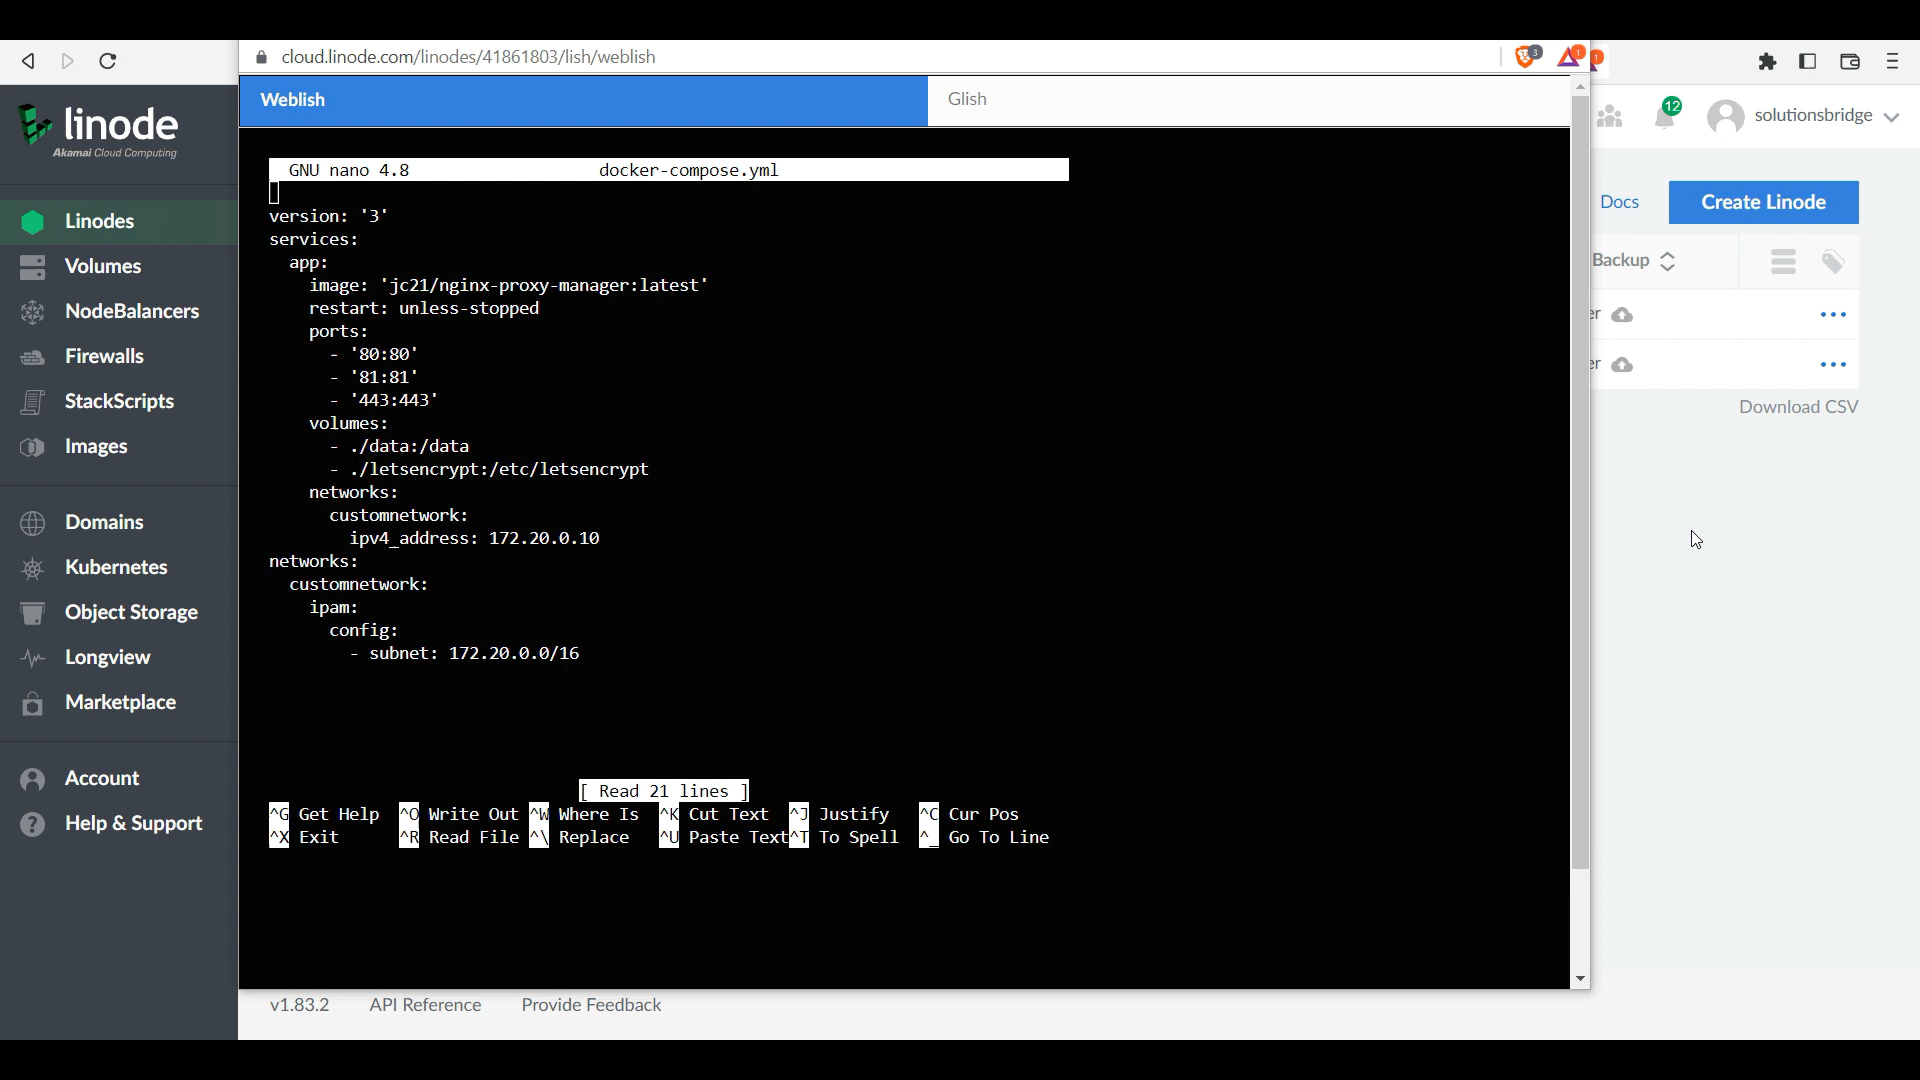 cloud.linode.com/linodes/41861803/lish/weblish
3
1
1
linode
Akamai Cloud Computing
Weblish
Glish
12
solutionsbridge
Linodes
Volumes
NodeBalancers
Firewalls
StackScripts
Images
Domains
Kubernetes
Object Storage
Longview
Marketplace
Account
Help & Support
GNU nano 4.8 docker-compose.yml
version: '3'
services:
app:
image: 'jc21/nginx-proxy-manager:latest'
restart: unless-stopped
ports:
- '80:80'
- '81:81'
- '443:443'
volumes:
- ./data:/data
- ./letsencrypt:/etc/letsencrypt
networks:
customnetwork:
ipv4_address: 172.20.0.10
networks:
customnetwork:
ipam:
config:
- subnet: 172.20.0.0/16
[ Read 21 lines ]
^G Get Help ^O Write Out ^W Where Is ^K Cut Text ^J Justify ^C Cur Pos
^X Exit ^R Read File ^\ Replace ^U Paste Text ^T To Spell ^_ Go To Line
Docs
Create Linode
Backup
er
er
Download CSV
v1.83.2 API Reference Provide Feedback